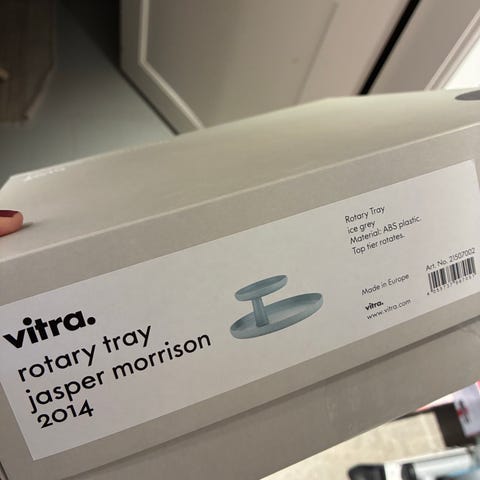 vitra.
rotary tray
jasper morrison
2014
Rotary Tray
ice grey
Material: ABS plastic.
Top tier rotates.
Made in Europe
vitra.
www.vitra.com
Art. No. 21507002